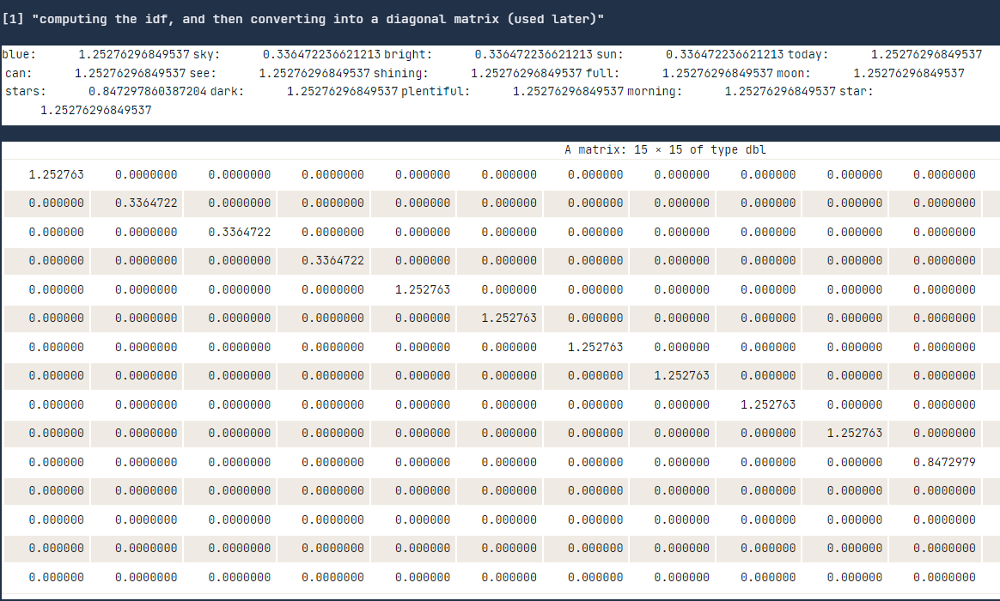 [1] "computing the idf, and then converting into a diagonal matrix (used later)"
blue: 1.25276296849537 sky: 0.336472236621213 bright: 0.336472236621213 sun: 0.336472236621213 today: 1.25276296849537
can: 1.25276296849537 see: 1.25276296849537 shining: 1.25276296849537 full: 1.25276296849537 moon: 1.25276296849537
stars: 0.847297860387204 dark: 1.25276296849537 plentiful: 1.25276296849537 morning: 1.25276296849537 star:
1.25276296849537
A matrix: 15 × 15 of type dbl
1.252763 0.0000000 0.0000000 0.0000000 0.000000 0.000000 0.000000 0.000000 0.000000 0.000000 0.0000000
0.000000 0.3364722 0.0000000 0.0000000 0.000000 0.000000 0.000000 0.000000 0.000000 0.000000 0.0000000
0.000000 0.0000000 0.3364722 0.0000000 0.000000 0.000000 0.000000 0.000000 0.000000 0.000000 0.0000000
0.000000 0.0000000 0.0000000 0.3364722 0.000000 0.000000 0.000000 0.000000 0.000000 0.000000 0.0000000
0.000000 0.0000000 0.0000000 0.0000000 1.252763 0.000000 0.000000 0.000000 0.000000 0.000000 0.0000000
0.000000 0.0000000 0.0000000 0.0000000 0.000000 1.252763 0.000000 0.000000 0.000000 0.000000 0.0000000
0.000000 0.0000000 0.0000000 0.0000000 0.000000 0.000000 1.252763 0.000000 0.000000 0.000000 0.0000000
0.000000 0.0000000 0.0000000 0.0000000 0.000000 0.000000 0.000000 1.252763 0.000000 0.000000 0.0000000
0.000000 0.0000000 0.0000000 0.0000000 0.000000 0.000000 0.000000 0.000000 1.252763 0.000000 0.0000000
0.000000 0.0000000 0.0000000 0.0000000 0.000000 0.000000 0.000000 0.000000 0.000000 1.252763 0.0000000
0.000000 0.0000000 0.0000000 0.0000000 0.000000 0.000000 0.000000 0.000000 0.000000 0.000000 0.8472979
0.000000 0.0000000 0.0000000 0.0000000 0.000000 0.000000 0.000000 0.000000 0.000000 0.000000 0.0000000
0.000000 0.0000000 0.0000000 0.0000000 0.000000 0.000000 0.000000 0.000000 0.000000 0.000000 0.0000000
0.000000 0.0000000 0.0000000 0.0000000 0.000000 0.000000 0.000000 0.000000 0.000000 0.000000 0.0000000
0.000000 0.0000000 0.0000000 0.0000000 0.000000 0.000000 0.000000 0.000000 0.000000 0.000000 0.0000000